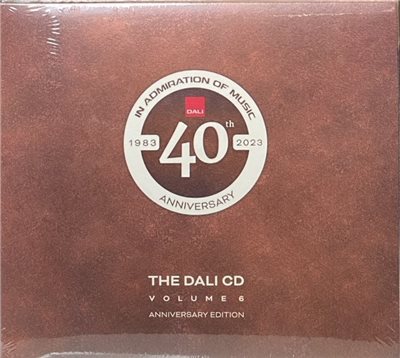 IN ADMIRATION OF MUSIC
DALI
1983 40th 2023
ANNIVERSARY
THE DALI CD
VOLUME 6
ANNIVERSARY EDITION